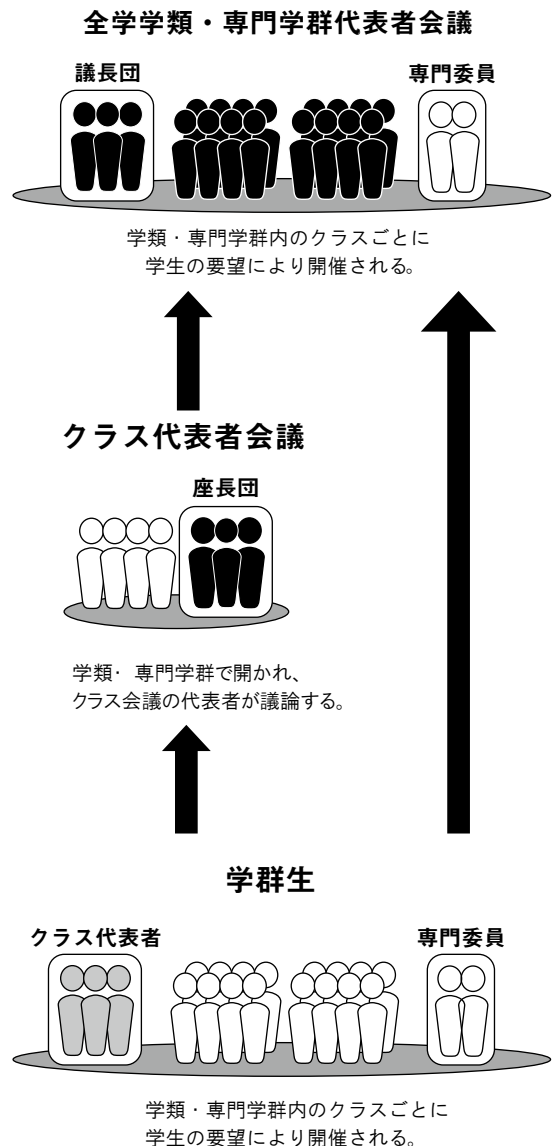 全学学類・専門学群代表者会議
議長団
専門委員
学類・専門学群内のクラスごとに
学生の要望により開催される。
クラス代表者会議
座長団
学類・ 専門学群で開かれ、
クラス会議の代表者が議論する。
学群生
クラス代表者
専門委員
学類・専門学群内のクラスごとに
学生の要望により開催される。